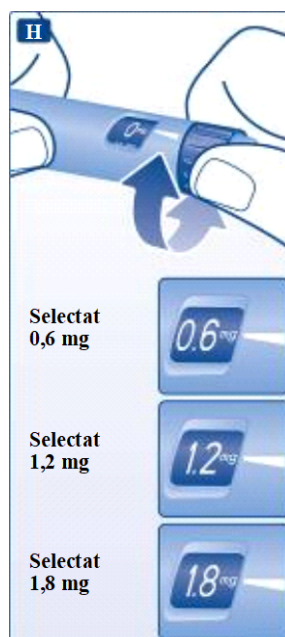 H
0 mg
Selectat
0,6 mg
0.6 mg
Selectat
1,2 mg
1.2 mg
Selectat
1,8 mg
1.8 mg